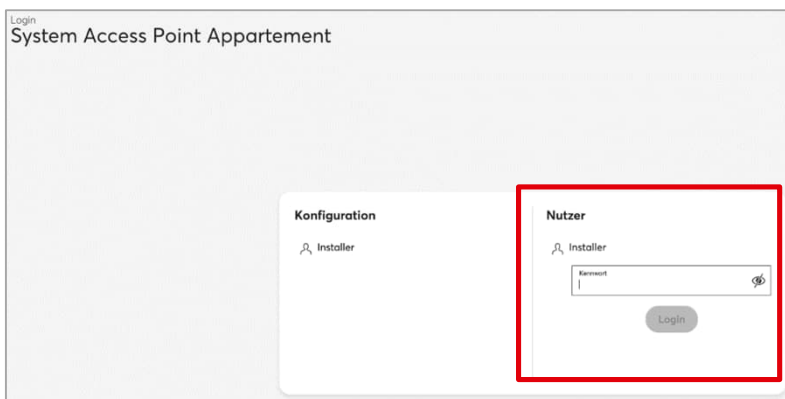 Login
System Access Point Appartement
Konfiguration
Installer
Nutzer
Installer
Kennwort
Login